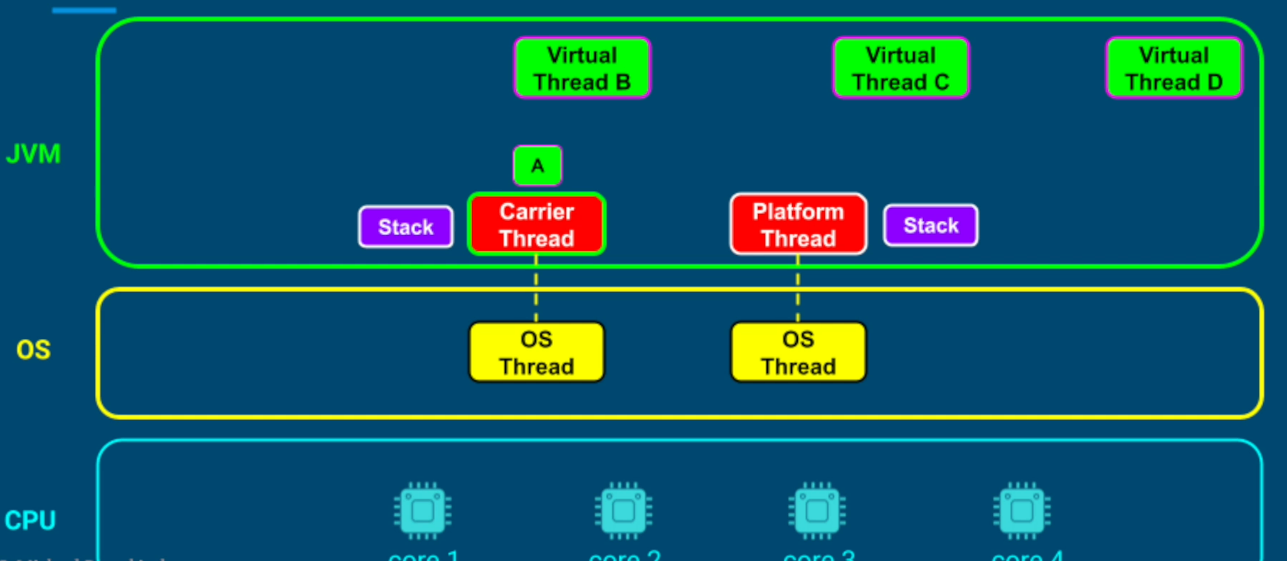 Virtual
Thread B
Virtual
Thread C
Virtual
Thread D
JVM
A
Stack
Carrier
Thread
Platform
Thread
Stack
OS
OS
Thread
OS
Thread
CPU
core 1
core 2
core 3
core 4